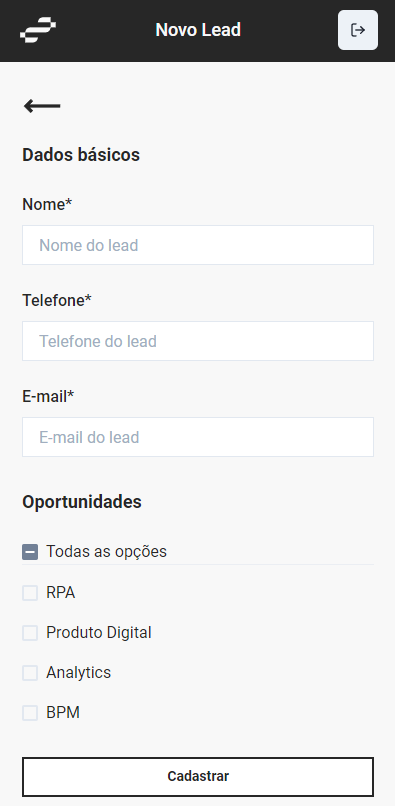 Novo Lead
Dados básicos
Nome*
Nome do lead
Telefone*
Telefone do lead
E-mail*
E-mail do lead
Oportunidades
Todas as opções
RPA
Produto Digital
Analytics
BPM
Cadastrar